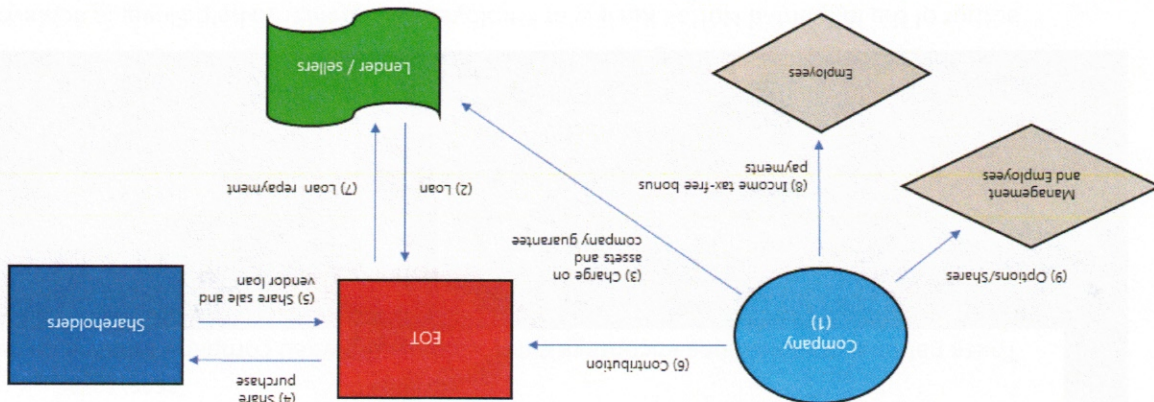 (4) Share
purchase
(6) Contribution
Company
(1)
EOT
Shareholders
(5) Share sale and
vendor loan
(9) Options/Shares
(3) Charge on
assets and
company guarantee
Management
and Employees
(8) Income tax-free bonus
payments
(2) Loan
(7) Loan repayment
Employees
Lender / sellers